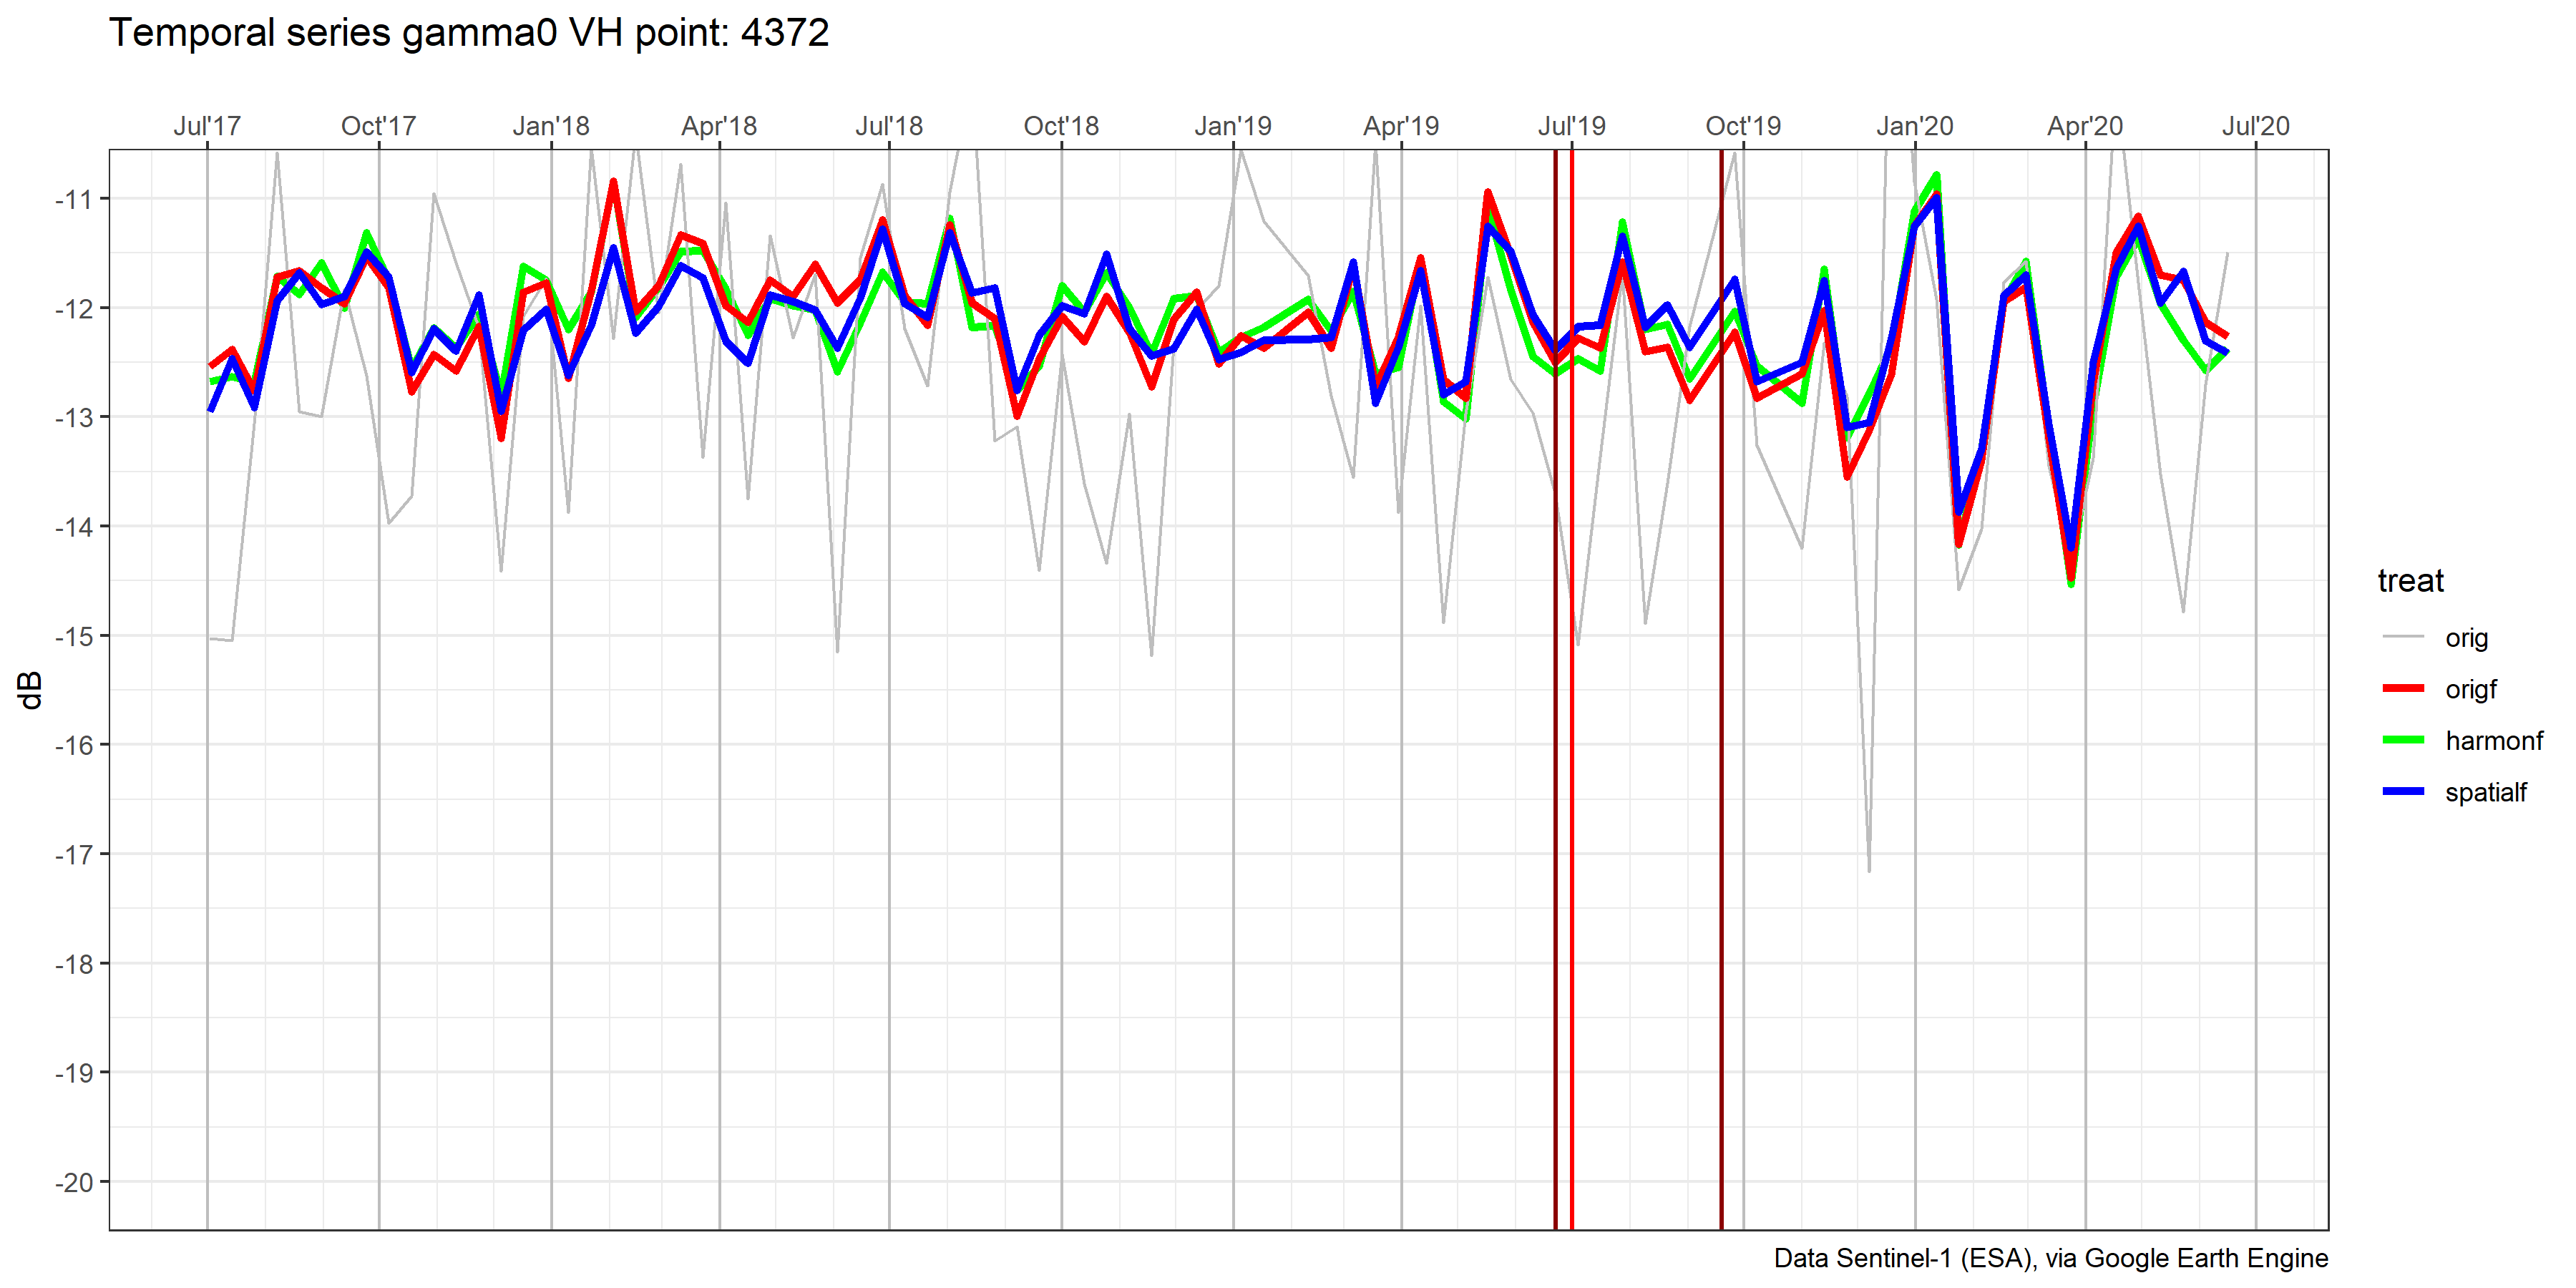 Temporal series gamma0 VH point: 4372
Jul'17 Oct'17 Jan'18 Apr'18 Jul'18 Oct'18 Jan'19 Apr'19 Jul'19 Oct'19 Jan'20 Apr'20 Jul'20
-11
-12
-13
-14
-15
-16
-17
-18
-19
-20
dB
treat
orig
origf
harmonf
spatialf
Data Sentinel-1 (ESA), via Google Earth Engine